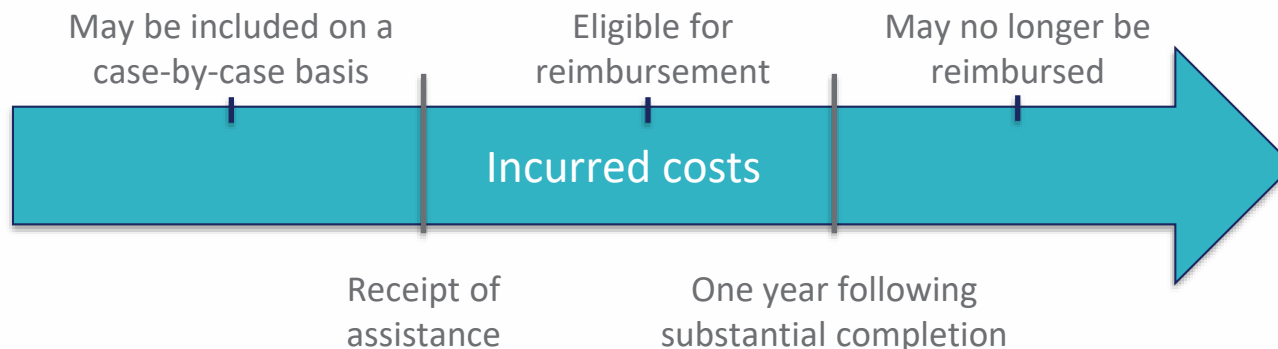 May be included on a
case-by-case basis
Eligible for
reimbursement
May no longer be
reimbursed
Incurred costs
Receipt of
assistance
One year following
substantial completion